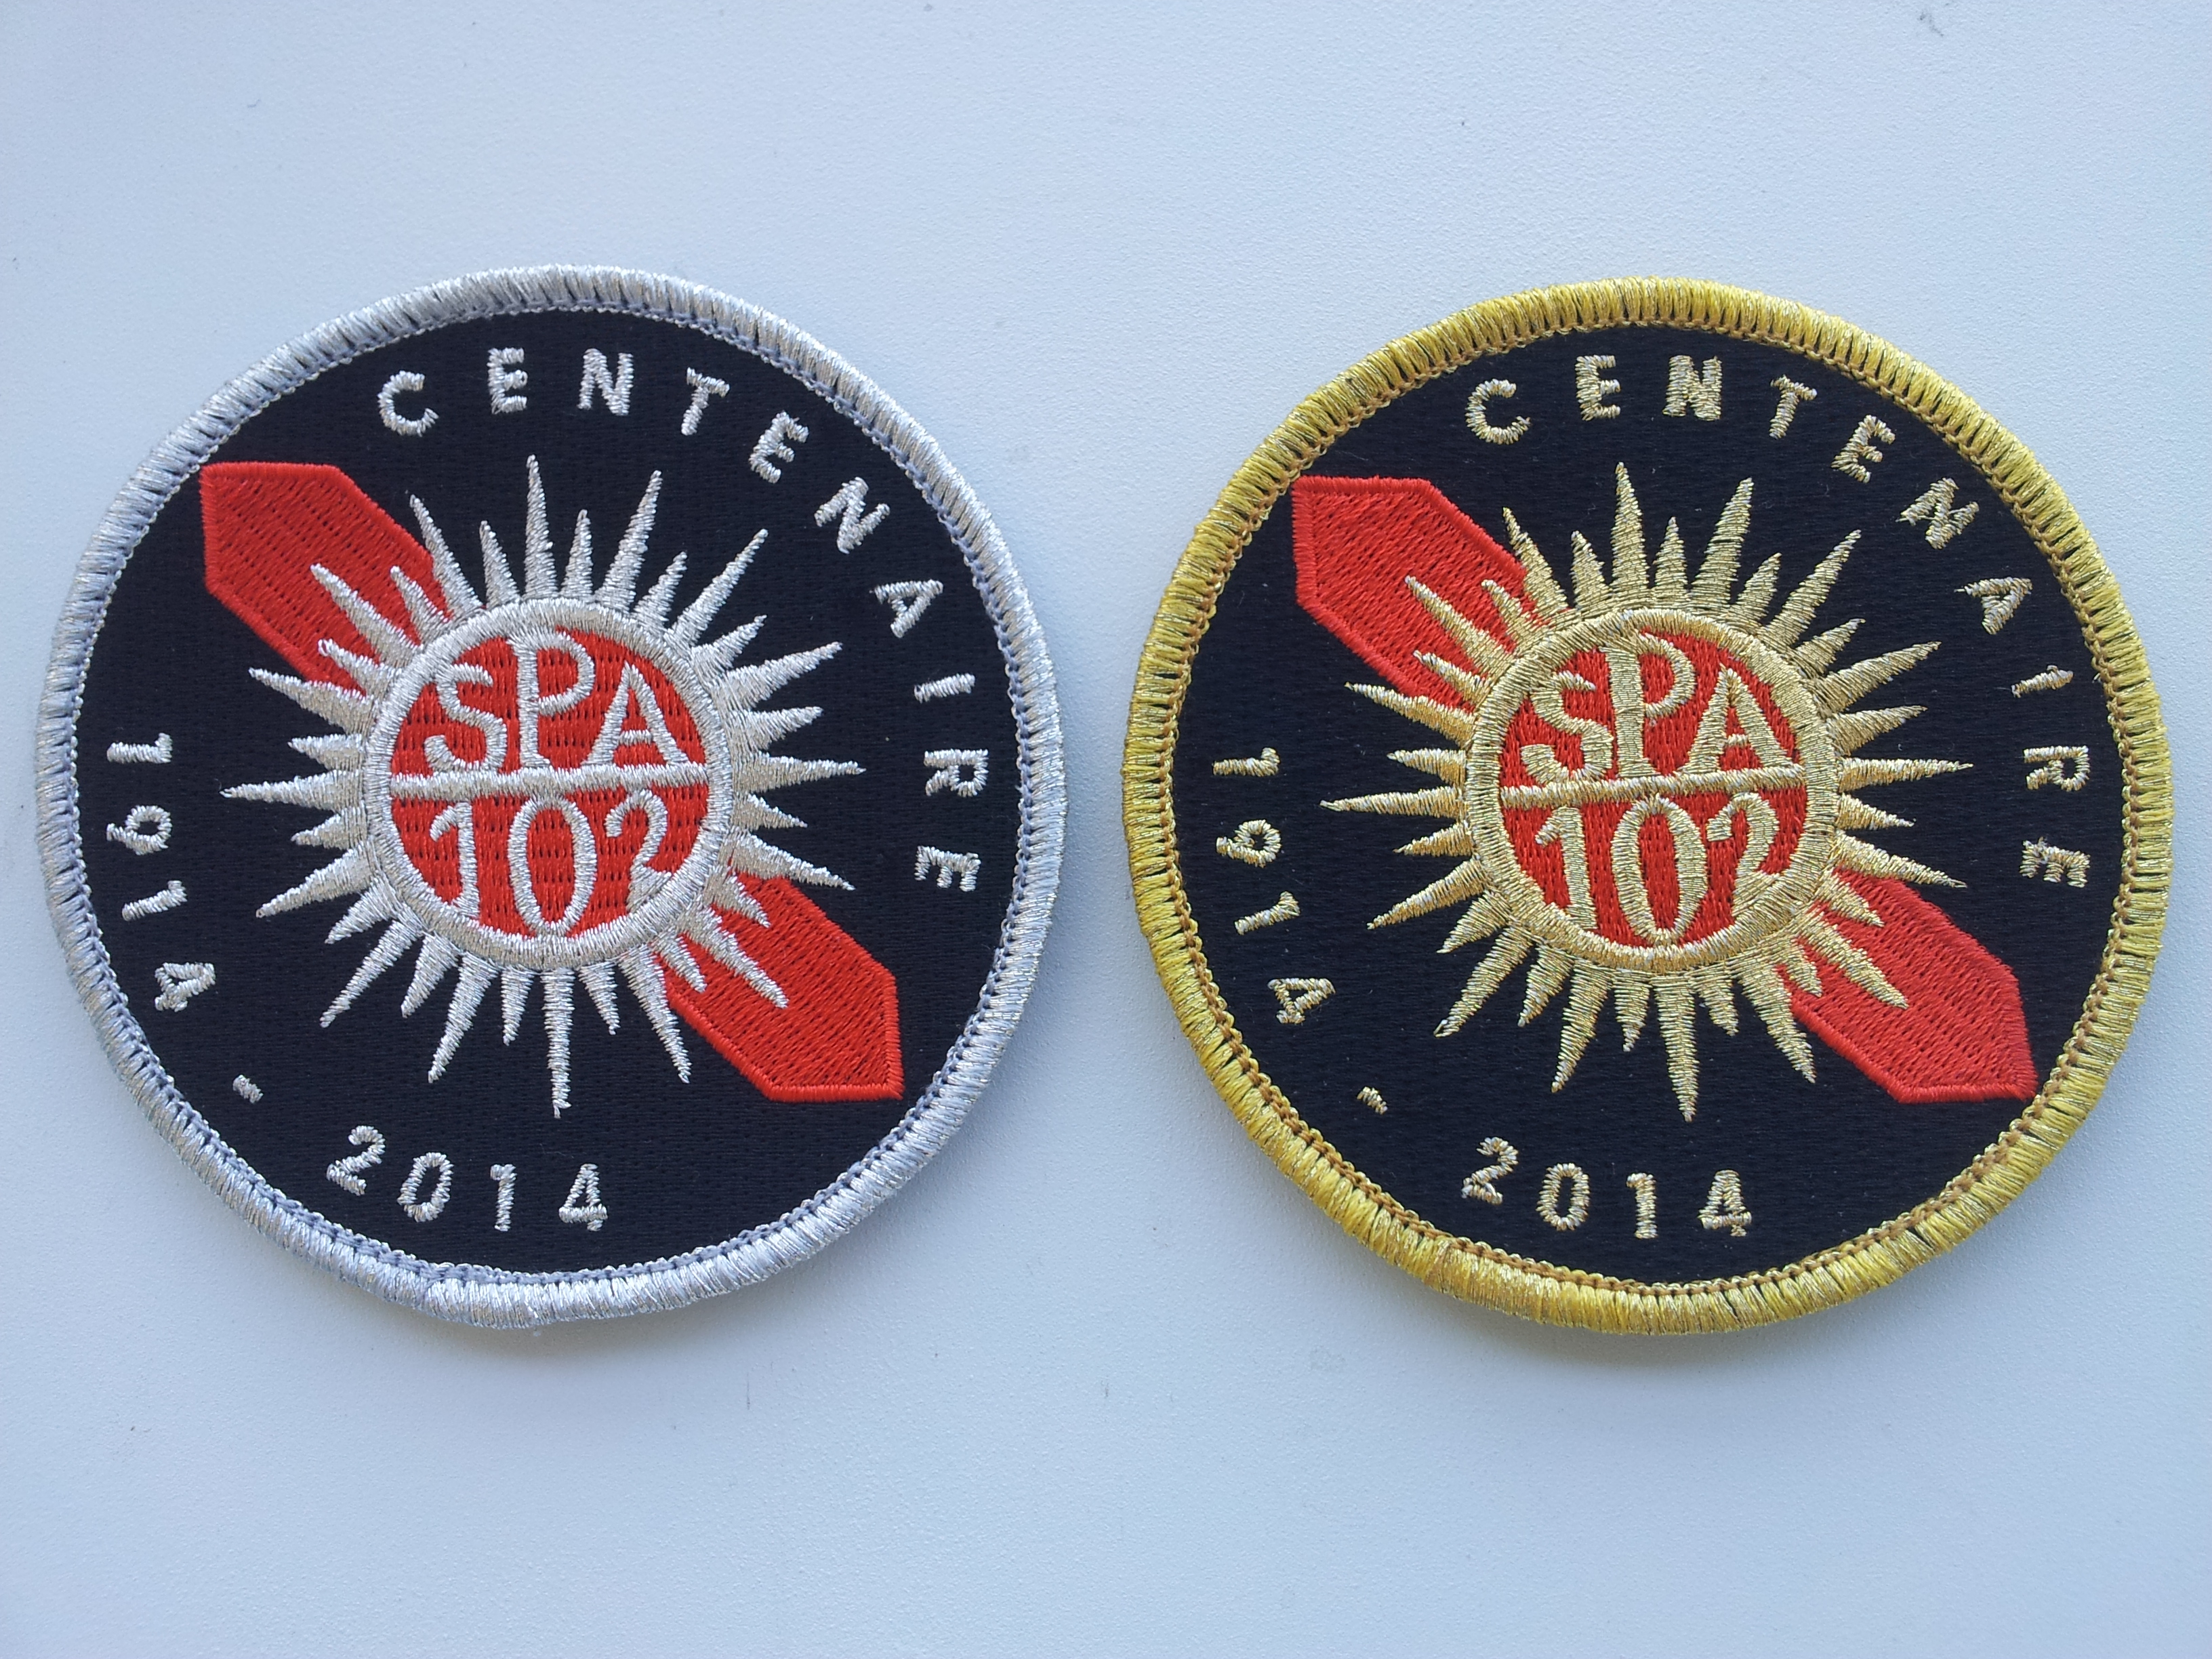 CENTENAIRE
SPA
102
1914 - 2014
CENTENAIRE
SPA
102
1914 - 2014